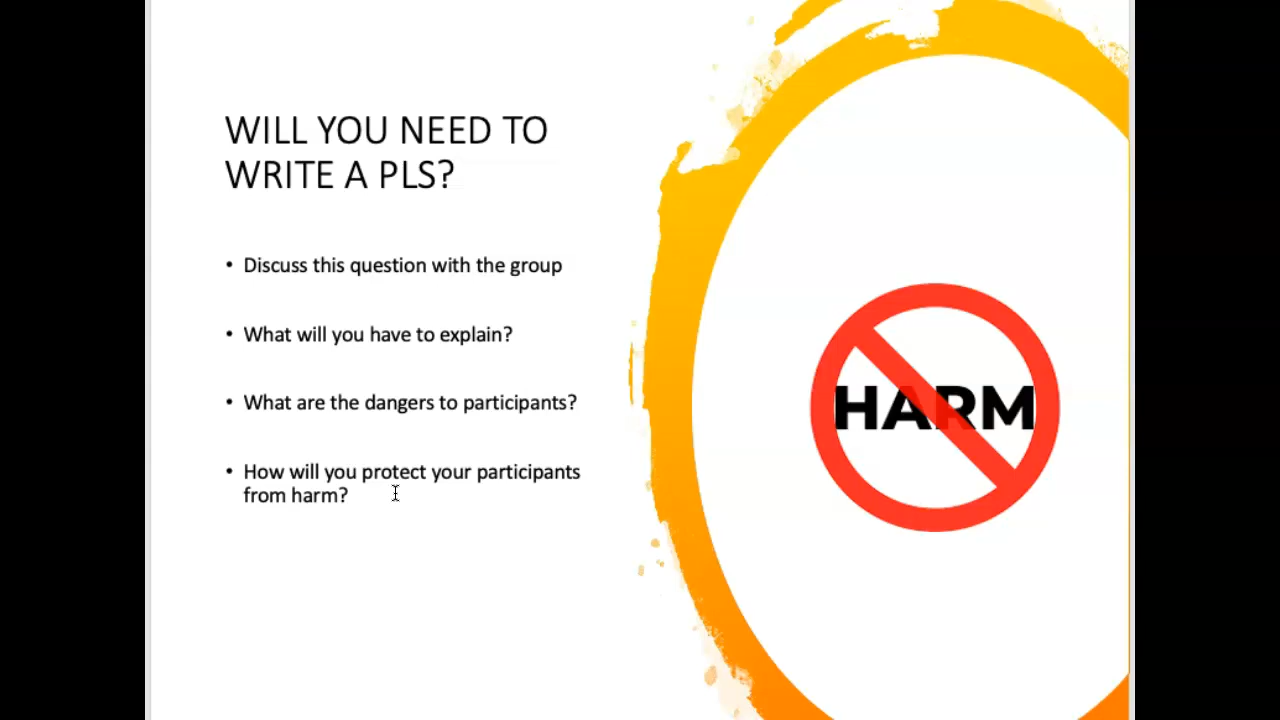 WILL YOU NEED TO
WRITE A PLS?
• Discuss this question with the group
• What will you have to explain?
• What are the dangers to participants?
• How will you protect your participants
from harm?
HARM